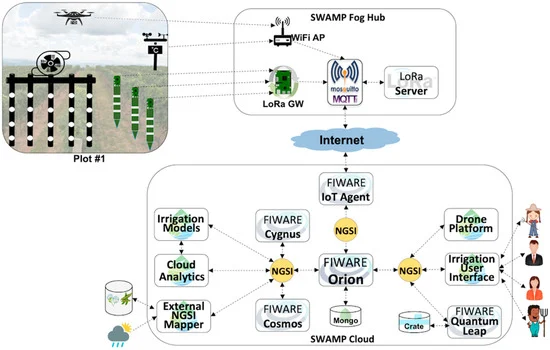 SWAMP Fog Hub
WiFi AP
°C
LoRa GW
mosquitto
MQTT
LoRa
Server
Plot #1
Internet
FIWARE
IoT Agent
Irrigation
Models
FIWARE
Cygnus
NGSI
Drone
Platform
Cloud
Analytics
NGSI
FIWARE
Orion
NGSI
Irrigation
User
Interface
External
NGSI
Mapper
FIWARE
Cosmos
Mongo
Crate
FIWARE
Quantum
Leap
SWAMP Cloud